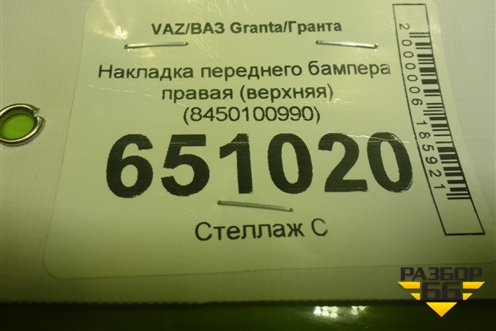 VAZ/ВАЗ Granta/Гранта
Накладка переднего бампера
правая (верхняя)
(8450100990)
651020
Стеллаж С
2000006185921
РАЗБОР
66